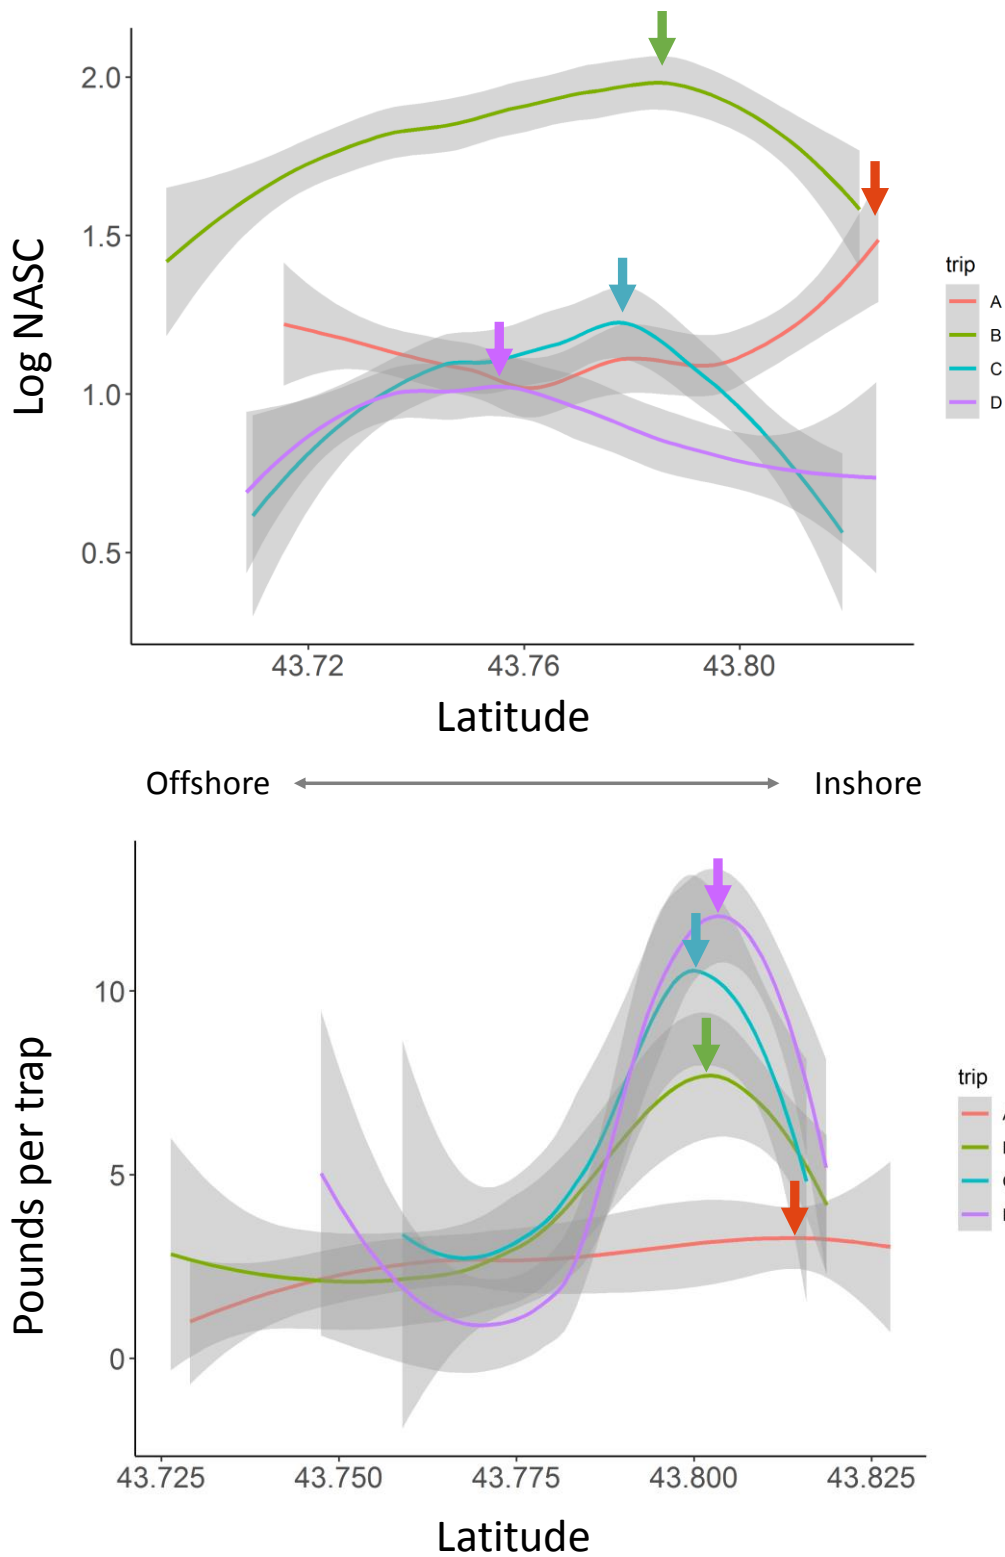 Log NASC
2.0
1.5
1.0
0.5
43.72 43.76 43.80
Latitude
trip
A
B
C
D
Offshore Inshore
Pounds per trap
10
5
0
43.725 43.750 43.775 43.800 43.825
Latitude
trip